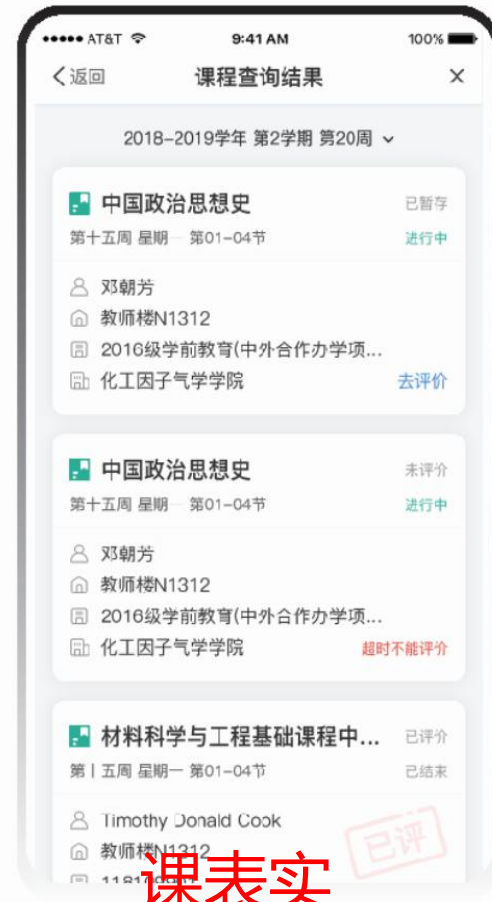 AT&T 9:41 AM 100%
返回 课程查询结果 ×
2018-2019学年 第2学期 第20周
中国政治思想史 已暂存
第十五周 星期一 第01-04节 进行中
邓朝芳
教师楼N1312
2016级学前教育(中外合作办学项...
化工因子气学学院 去评价
中国政治思想史 未评价
第十五周 星期一 第01-04节 进行中
邓朝芳
教师楼N1312
2016级学前教育(中外合作办学项...
化工因子气学学院 超时不能评价
材料科学与工程基础课程中... 已评价
第十五周 星期一 第01-04节 已结束
Timothy Donald Cook
已评
教师楼N1312
课表实